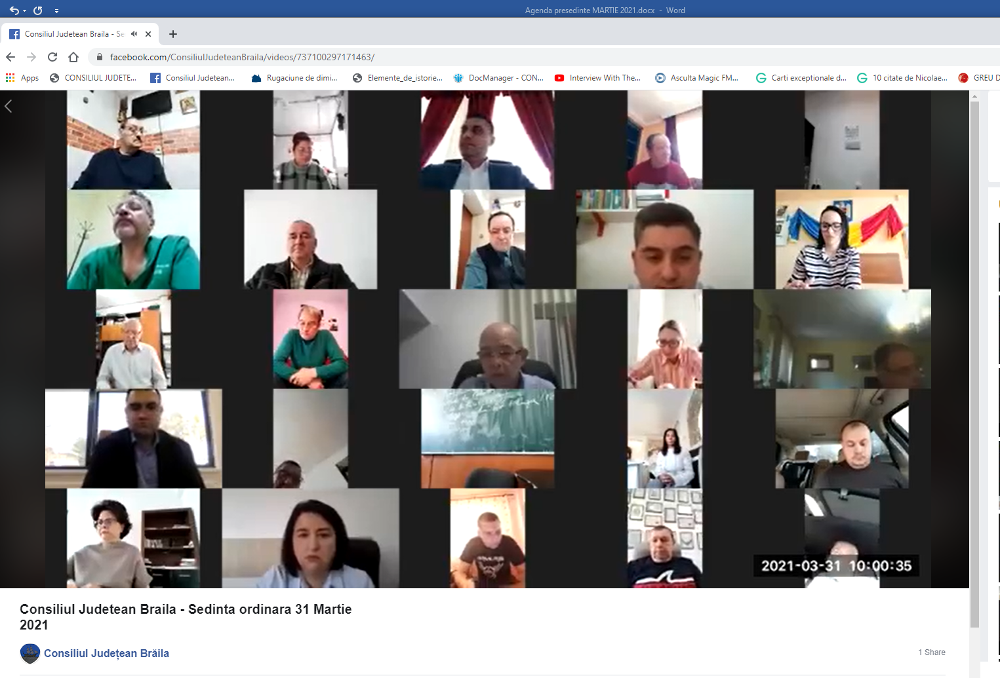 Agenda presedinte MARTIE 2021.docx - Word
Consiliul Judetean Braila - Se
facebook.com/ConsiliulJudeteanBraila/videos/737100297171463/
Apps CONSILIUL JUDETE... Consiliul Judetean... Rugaciune de dimi... Elemente_de_istorie... DocManager - CON... Interview With The... Asculta Magic FM... Carti exceptionale d... 10 citate de Nicolae... GREU D
2021-03-31 10:00:35
Consiliul Judetean Braila - Sedinta ordinara 31 Martie
2021
Consiliul Județean Brăila
1 Share